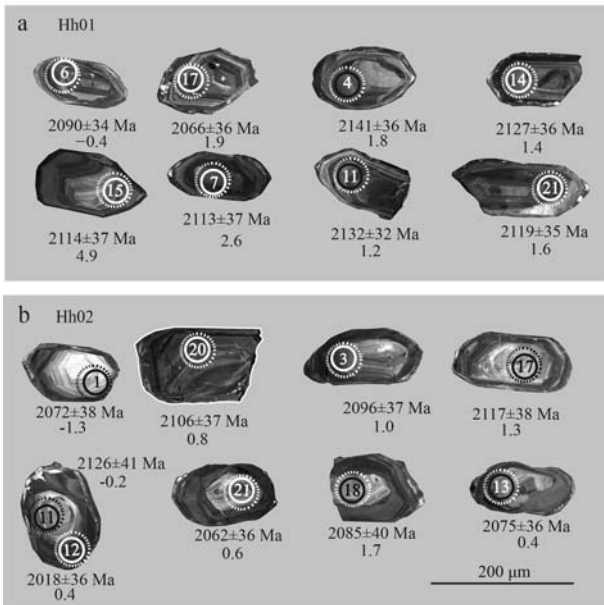 a Hh01
6 17 4 14
2090±34 Ma 2066±36 Ma 2141±36 Ma 2127±36 Ma
−0.4 1.9 1.8 1.4
15 7 11 21
2114±37 Ma 2113±37 Ma 2132±32 Ma 2119±35 Ma
4.9 2.6 1.2 1.6
b Hh02
1 20 3 17
2072±38 Ma 2106±37 Ma 2096±37 Ma 2117±38 Ma
-1.3 0.8 1.0 1.3
2126±41 Ma
-0.2
11 12 21 18 13
2018±36 Ma 2062±36 Ma 2085±40 Ma 2075±36 Ma
0.4 0.6 1.7 0.4
200 μm